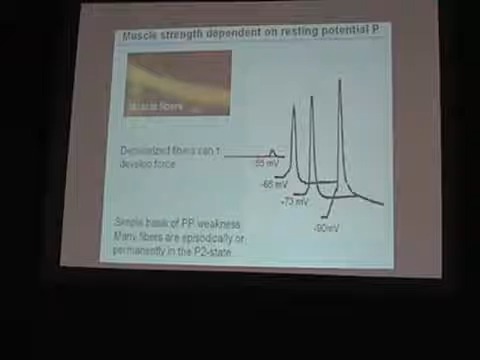 Muscle strength dependent on resting potential P
Muscle fibers
Depolarized fibers can t
develop force
-55 mV
-65 mV
-73 mV
-90mV
Simple basis of PP weakness
Many fibers are episodically or
permanently in the P2-state